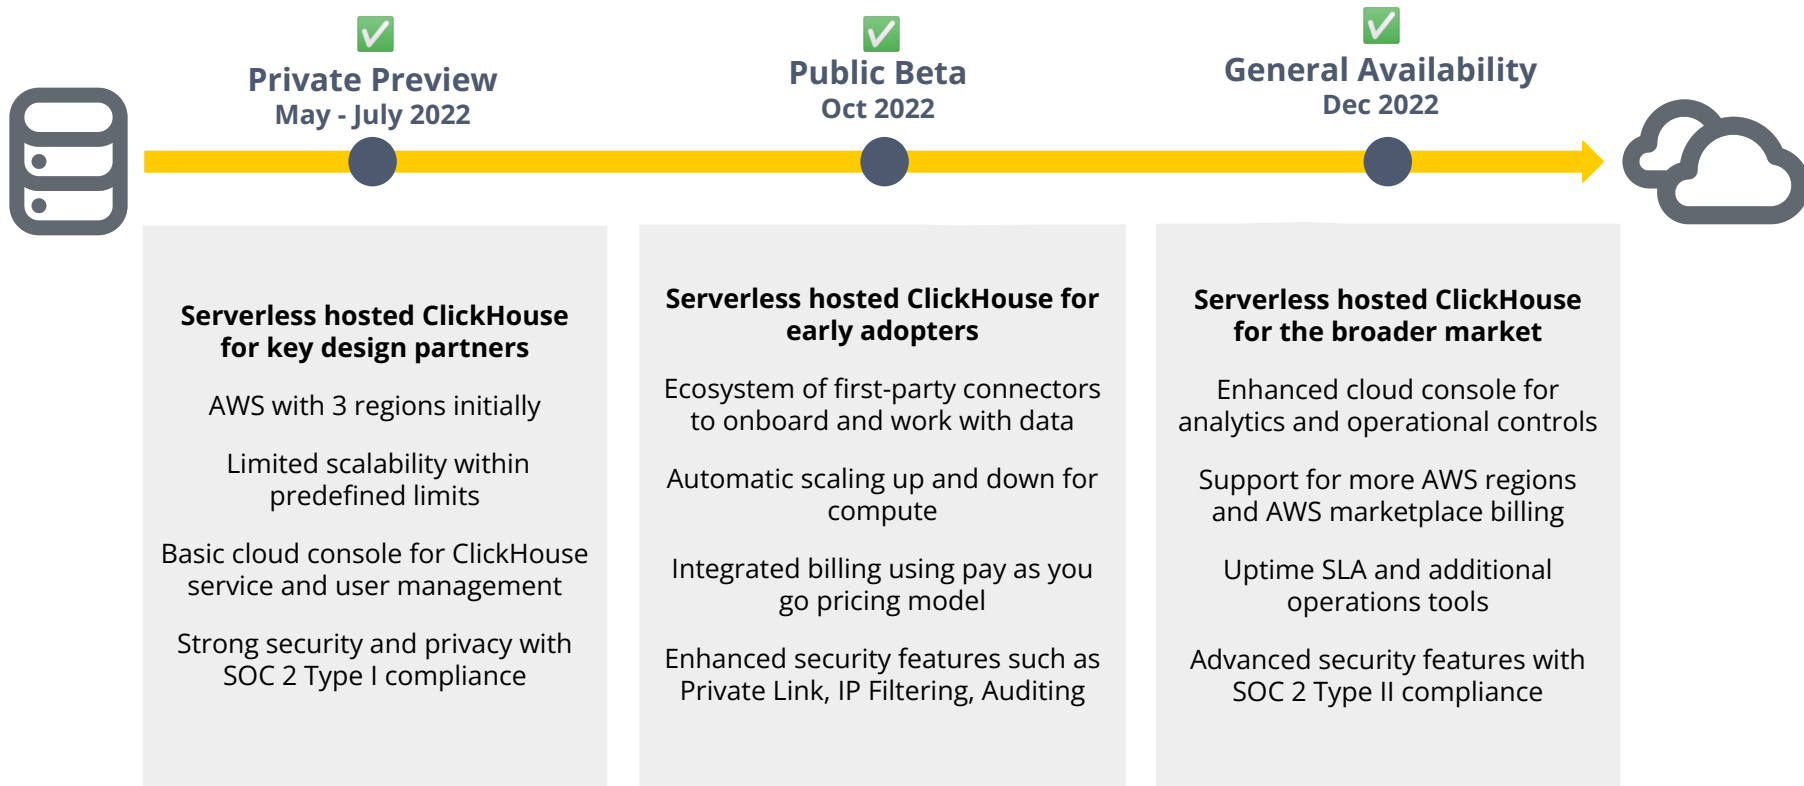 ✅
Private Preview
May - July 2022
✅
Public Beta
Oct 2022
✅
General Availability
Dec 2022
Serverless hosted ClickHouse
for key design partners
AWS with 3 regions initially
Limited scalability within
predefined limits
Basic cloud console for ClickHouse
service and user management
Strong security and privacy with
SOC 2 Type I compliance
Serverless hosted ClickHouse for
early adopters
Ecosystem of first-party connectors
to onboard and work with data
Automatic scaling up and down for
compute
Integrated billing using pay as you
go pricing model
Enhanced security features such as
Private Link, IP Filtering, Auditing
Serverless hosted ClickHouse
for the broader market
Enhanced cloud console for
analytics and operational controls
Support for more AWS regions
and AWS marketplace billing
Uptime SLA and additional
operations tools
Advanced security features with
SOC 2 Type II compliance